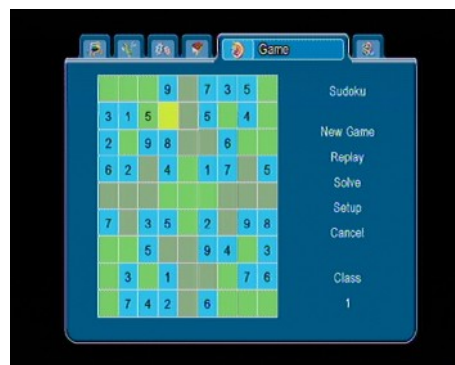 Game
9 7 3 5
3 1 5 6 4
2 9 8 6
6 2 4 1 7 5
7 3 5 2 9 8
5 9 4 3
3 1 7 6
7 4 2 6
Sudoku
New Game
Replay
Solve
Setup
Cancel
Class
1